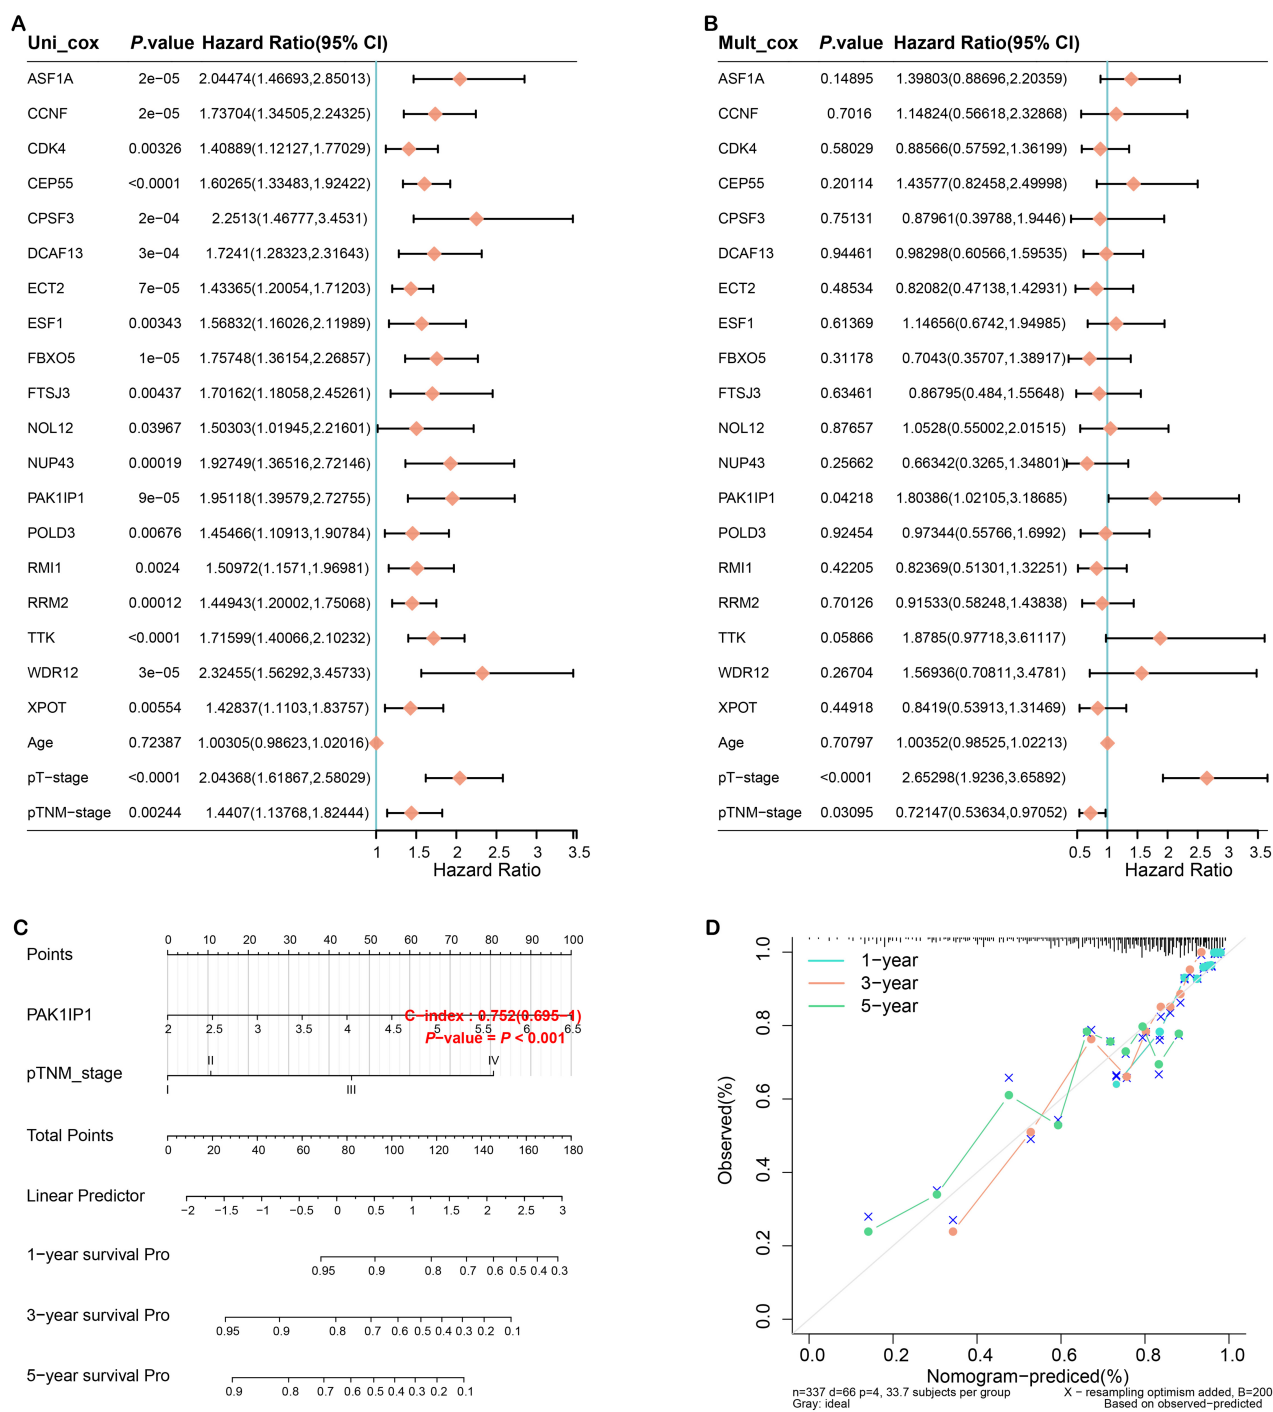 A
Uni_cox P.value Hazard Ratio(95% CI)
ASF1A 2e−05 2.04474(1.46693,2.85013)
CCNF 2e−05 1.73704(1.34505,2.24325)
CDK4 0.00326 1.40889(1.12127,1.77029)
CEP55 <0.0001 1.60265(1.33483,1.92422)
CPSF3 2e−04 2.2513(1.46777,3.4531)
DCAF13 3e−04 1.7241(1.28323,2.31643)
ECT2 7e−05 1.43365(1.20054,1.71203)
ESF1 0.00343 1.56832(1.16026,2.11989)
FBXO5 1e−05 1.75748(1.36154,2.26857)
FTSJ3 0.00437 1.70162(1.18058,2.45261)
NOL12 0.03967 1.50303(1.01945,2.21601)
NUP43 0.00019 1.92749(1.36516,2.72146)
PAK1IP1 9e−05 1.95118(1.39579,2.72755)
POLD3 0.00676 1.45466(1.10913,1.90784)
RMI1 0.0024 1.50972(1.1571,1.96981)
RRM2 0.00012 1.44943(1.20002,1.75068)
TTK <0.0001 1.71599(1.40066,2.10232)
WDR12 3e−05 2.32455(1.56292,3.45733)
XPOT 0.00554 1.42837(1.1103,1.83757)
Age 0.72387 1.00305(0.98623,1.02016)
pT−stage <0.0001 2.04368(1.61867,2.58029)
pTNM−stage 0.00244 1.4407(1.13768,1.82444)
1 1.5 2 2.5 3 3.5
Hazard Ratio
B
Mult_cox P.value Hazard Ratio(95% CI)
ASF1A 0.14895 1.39803(0.88696,2.20359)
CCNF 0.7016 1.14824(0.56618,2.32868)
CDK4 0.58029 0.88566(0.57592,1.36199)
CEP55 0.20114 1.43577(0.82458,2.49998)
CPSF3 0.75131 0.87961(0.39788,1.9446)
DCAF13 0.94461 0.98298(0.60566,1.59535)
ECT2 0.48534 0.82082(0.47138,1.42931)
ESF1 0.61369 1.14656(0.6742,1.94985)
FBXO5 0.31178 0.7043(0.35707,1.38917)
FTSJ3 0.63461 0.86795(0.484,1.55648)
NOL12 0.87657 1.0528(0.55002,2.01515)
NUP43 0.25662 0.66342(0.3265,1.34801)
PAK1IP1 0.04218 1.80386(1.02105,3.18685)
POLD3 0.92454 0.97344(0.55766,1.6992)
RMI1 0.42205 0.82369(0.51301,1.32251)
RRM2 0.70126 0.91533(0.58248,1.43838)
TTK 0.05866 1.8785(0.97718,3.61117)
WDR12 0.26704 1.56936(0.70811,3.4781)
XPOT 0.44918 0.8419(0.53913,1.31469)
Age 0.70797 1.00352(0.98525,1.02213)
pT−stage <0.0001 2.65298(1.9236,3.65892)
pTNM−stage 0.03095 0.72147(0.53634,0.97052)
0.5 1 1.5 2 2.5 3 3.5
Hazard Ratio
C
Points 0 10 20 30 40 50 60 70 80 90 100
PAK1IP1
C−index : 0.752(0.695−1)
2 2.5 3 3.5 4 4.5 5 5.5 6 6.5
P−value = P < 0.001
pTNM_stage
II IV
I III
Total Points
0 20 40 60 80 100 120 140 160 180
Linear Predictor
−2 −1.5 −1 −0.5 0 0.5 1 1.5 2 2.5 3
1−year survival Pro
0.95 0.9 0.8 0.7 0.6 0.5 0.4 0.3
3−year survival Pro
0.95 0.9 0.8 0.7 0.6 0.5 0.4 0.3 0.2 0.1
5−year survival Pro
0.9 0.8 0.7 0.6 0.5 0.4 0.3 0.2 0.1
D
1−year
3−year
5−year
Observed(%)
1.0
0.8
0.6
0.4
0.2
0.0
0.0 0.2 0.4 0.6 0.8 1.0
Nomogram−prediced(%)
n=337 d=66 p=4, 33.7 subjects per group
Gray: ideal
X − resampling optimism added, B=200
Based on observed−predicted